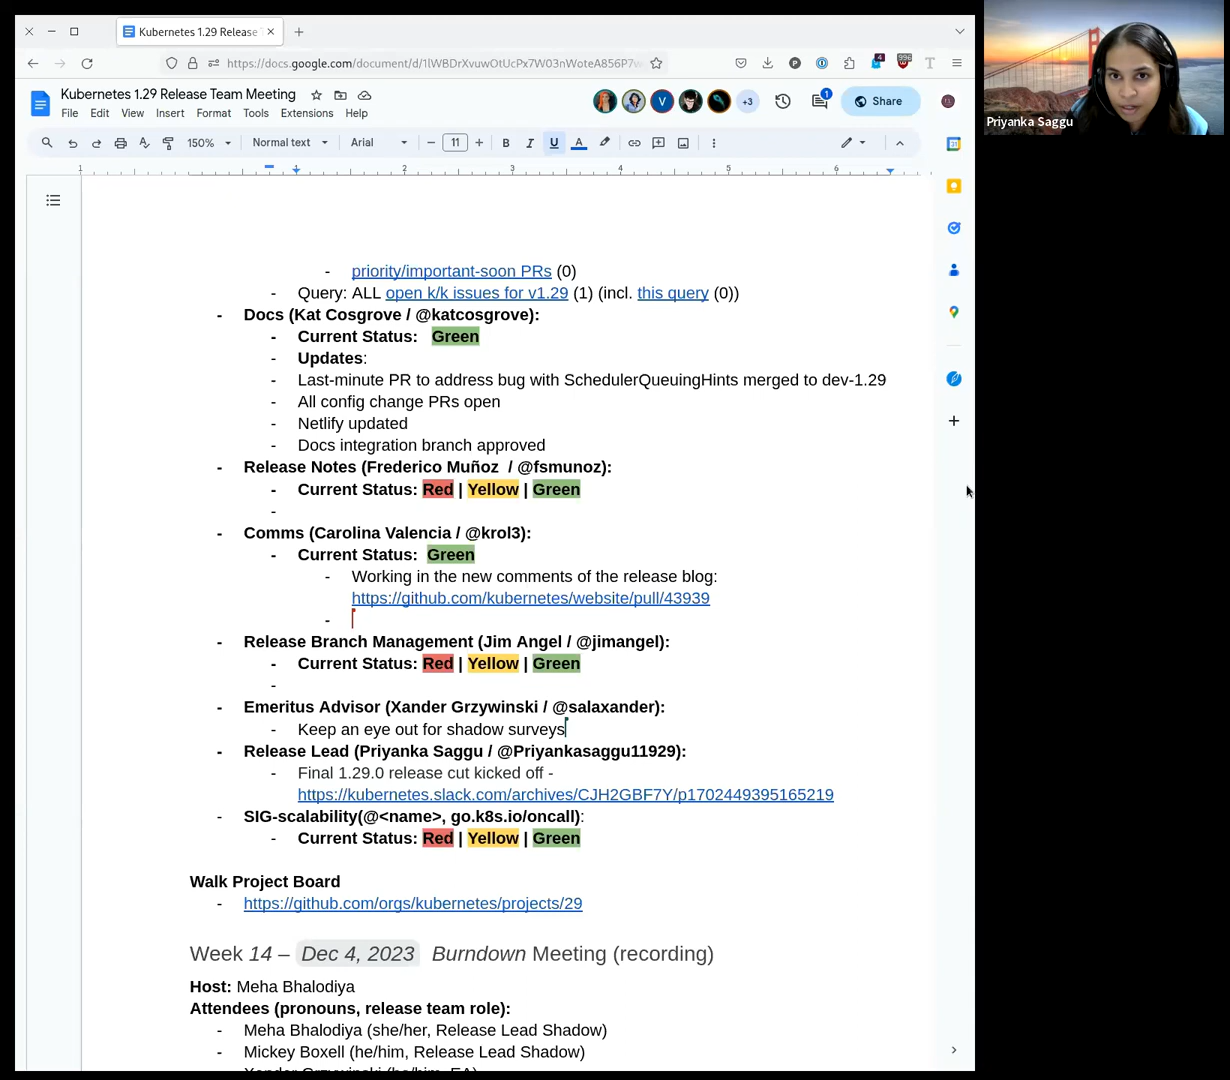 Kubernetes 1.29 Release
https://docs.google.com/document/d/1lWBDrXvuwOtUcPx7W03nWoteA856P7w
Kubernetes 1.29 Release Team Meeting
File Edit View Insert Format Tools Extensions Help
+3
1
Share
150% Normal text Arial 11
1 1 2 3 4 5 6
- priority/important-soon PRs (0)
- Query: ALL open k/k issues for v1.29 (1) (incl. this query (0))
- Docs (Kat Cosgrove / @katcosgrove):
- Current Status: Green
- Updates:
- Last-minute PR to address bug with SchedulerQueuingHints merged to dev-1.29
- All config change PRs open
- Netlify updated
- Docs integration branch approved
- Release Notes (Frederico Muñoz / @fsmunoz):
- Current Status: Red | Yellow | Green
-
- Comms (Carolina Valencia / @krol3):
- Current Status: Green
- Working in the new comments of the release blog:
https://github.com/kubernetes/website/pull/43939
-
- Release Branch Management (Jim Angel / @jimangel):
- Current Status: Red | Yellow | Green
-
- Emeritus Advisor (Xander Grzywinski / @salaxander):
- Keep an eye out for shadow surveys
- Release Lead (Priyanka Saggu / @Priyankasaggu11929):
- Final 1.29.0 release cut kicked off -
https://kubernetes.slack.com/archives/CJH2GBF7Y/p1702449395165219
- SIG-scalability(@<name>, go.k8s.io/oncall):
- Current Status: Red | Yellow | Green
Walk Project Board
- https://github.com/orgs/kubernetes/projects/29
Week 14 – Dec 4, 2023 Burndown Meeting (recording)
Host: Meha Bhalodiya
Attendees (pronouns, release team role):
- Meha Bhalodiya (she/her, Release Lead Shadow)
- Mickey Boxell (he/him, Release Lead Shadow)
Priyanka Saggu